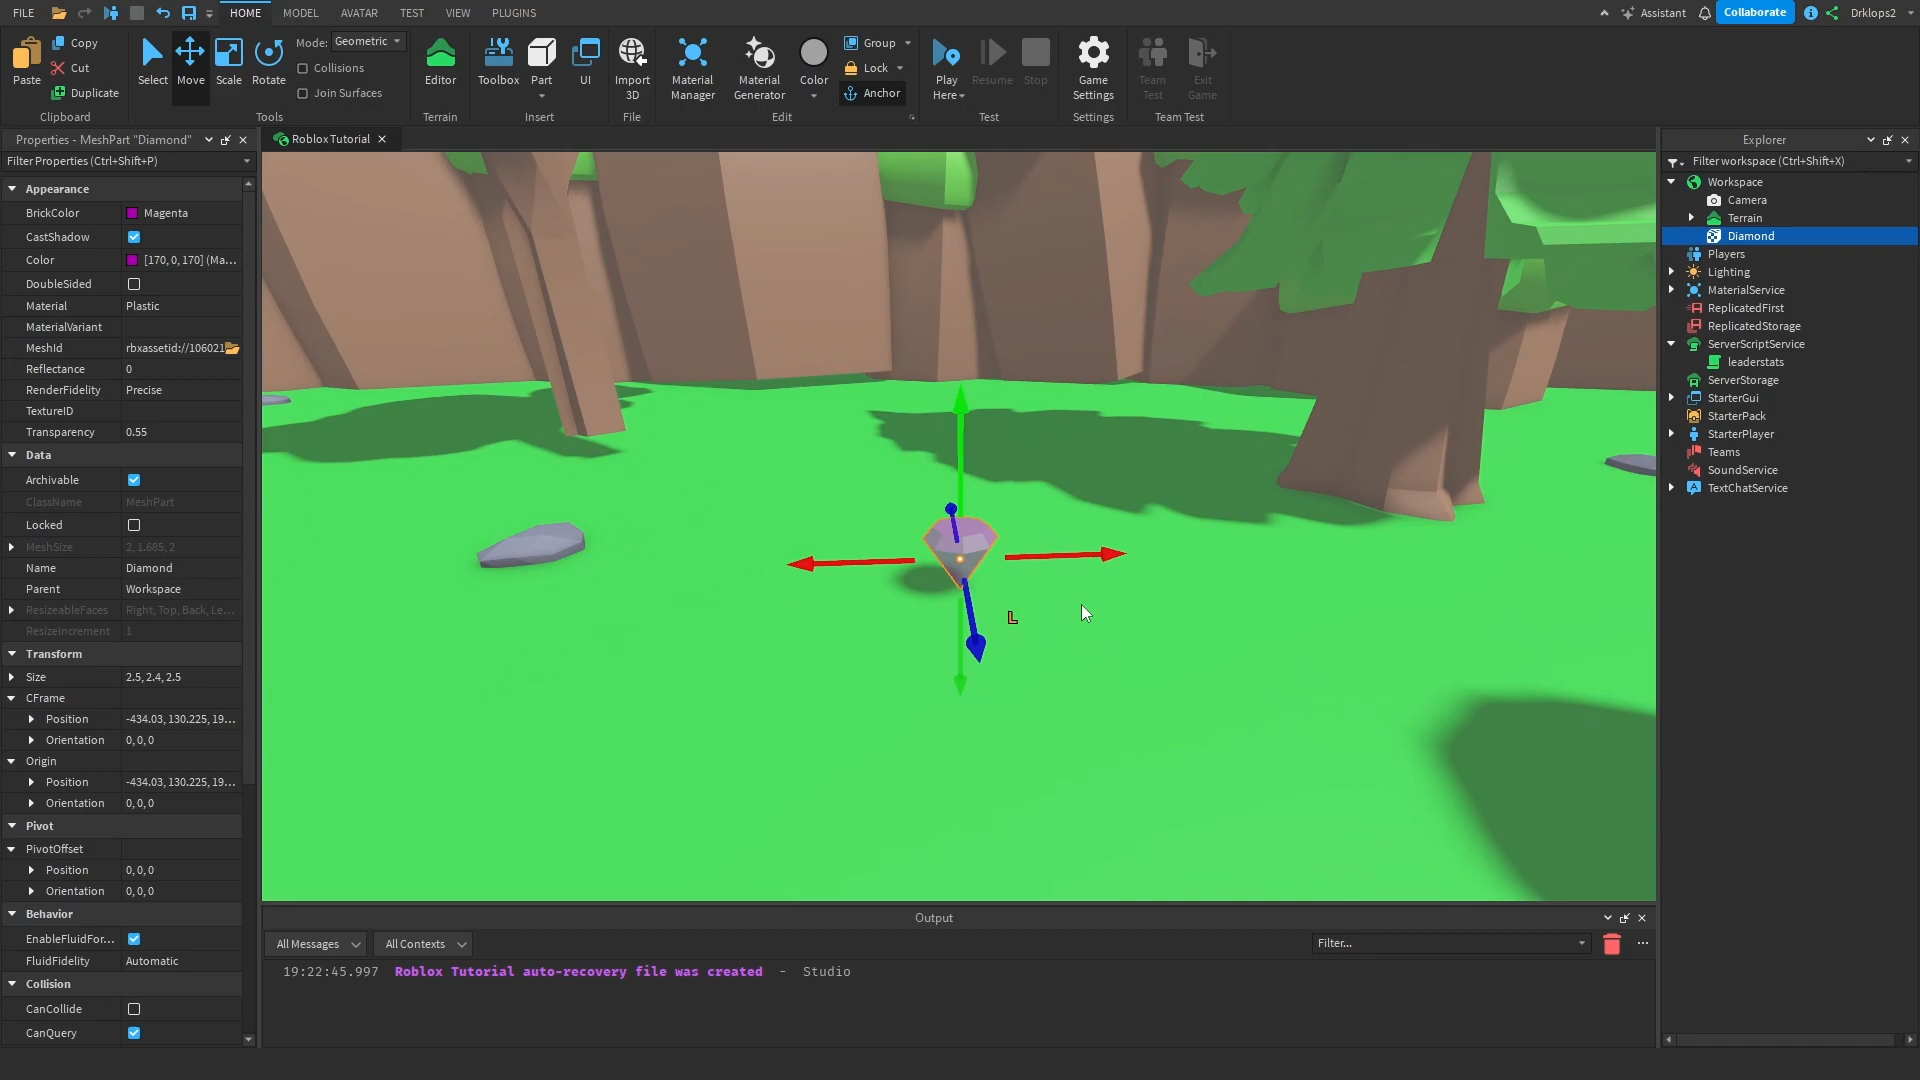 FILE
HOME
MODEL
AVATAR
TEST
VIEW
PLUGINS
Assistant
Collaborate
Drklops2
Paste
Copy
Cut
Duplicate
Clipboard
Select
Move
Scale
Rotate
Mode: Geometric
Collisions
Join Surfaces
Tools
Editor
Terrain
Toolbox
Part
UI
Insert
Import
3D
File
Material
Manager
Material
Generator
Color
Group
Lock
Anchor
Edit
Play
Here
Resume
Stop
Test
Game
Settings
Settings
Team
Test
Exit
Game
Team Test
Properties - MeshPart "Diamond"
Filter Properties (Ctrl+Shift+P)
Appearance
BrickColor Magenta
CastShadow
Color [170, 0, 170] (Ma...
DoubleSided
Material Plastic
MaterialVariant
MeshId rbxassetid://106021
Reflectance 0
RenderFidelity Precise
TextureID
Transparency 0.55
Data
Archivable
ClassName MeshPart
Locked
MeshSize 2, 1.685, 2
Name Diamond
Parent Workspace
ResizeableFaces Right, Top, Back, Le...
ResizeIncrement 1
Transform
Size 2.5, 2.4, 2.5
CFrame
Position -434.03, 130.225, 19...
Orientation 0, 0, 0
Origin
Position -434.03, 130.225, 19...
Orientation 0, 0, 0
Pivot
PivotOffset
Position 0, 0, 0
Orientation 0, 0, 0
Behavior
EnableFluidFor...
FluidFidelity Automatic
Collision
CanCollide
CanQuery
Roblox Tutorial
L
Output
All Messages
All Contexts
Filter...
19:22:45.997 Roblox Tutorial auto-recovery file was created - Studio
Explorer
Filter workspace (Ctrl+Shift+X)
Workspace
Camera
Terrain
Diamond
Players
Lighting
MaterialService
ReplicatedFirst
ReplicatedStorage
ServerScriptService
leaderstats
ServerStorage
StarterGui
StarterPack
StarterPlayer
Teams
SoundService
TextChatService